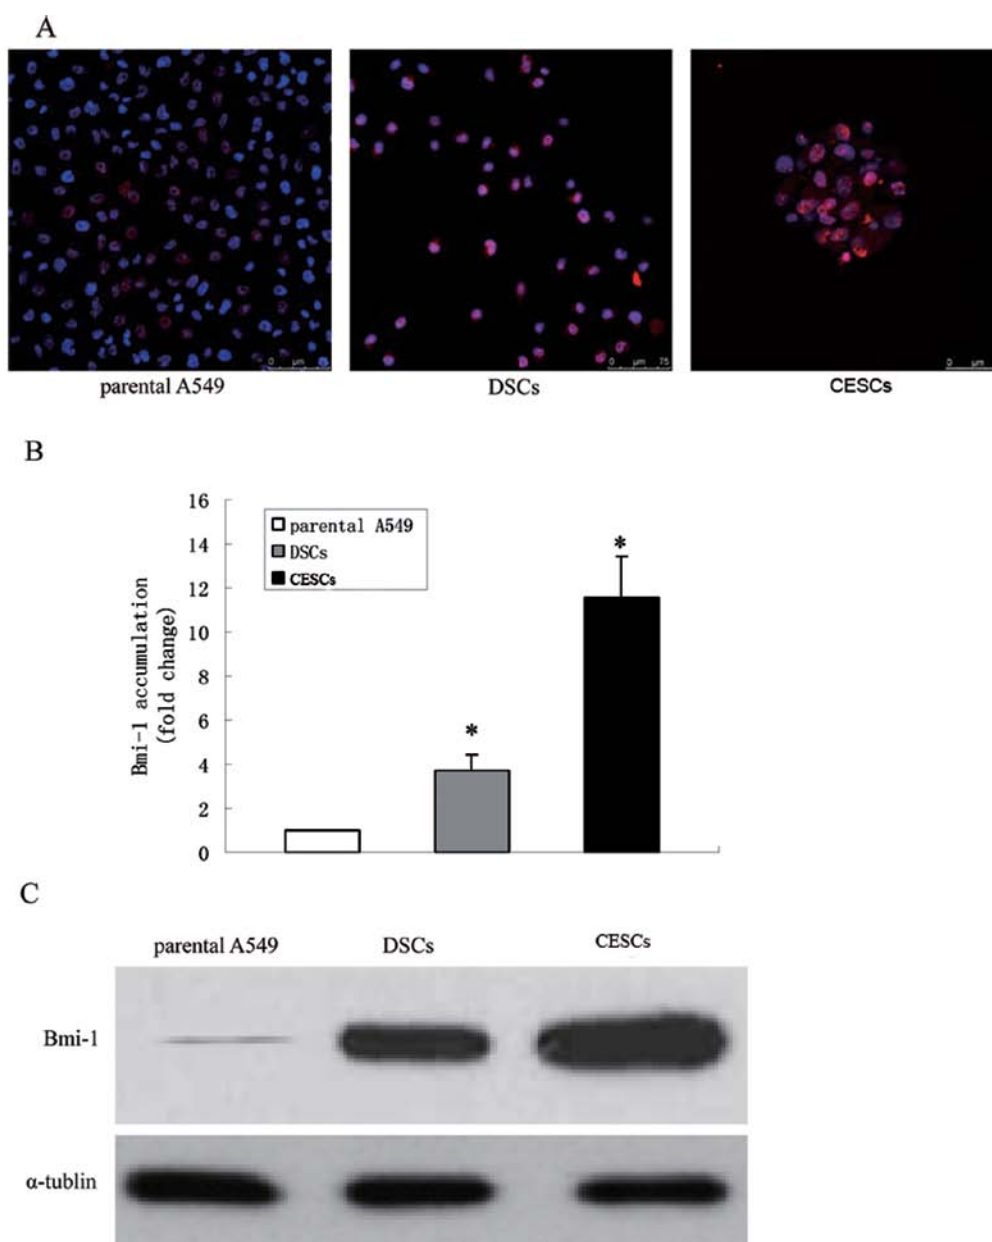 A
0 μm
0 μm 75
0 μm
parental A549
DSCs
CESCs
B
16
14
12
10
8
6
4
2
0
Bmi-1 accumulation
(fold change)
parental A549
DSCs
CESCs
*
*
C
parental A549
DSCs
CESCs
Bmi-1
α-tublin